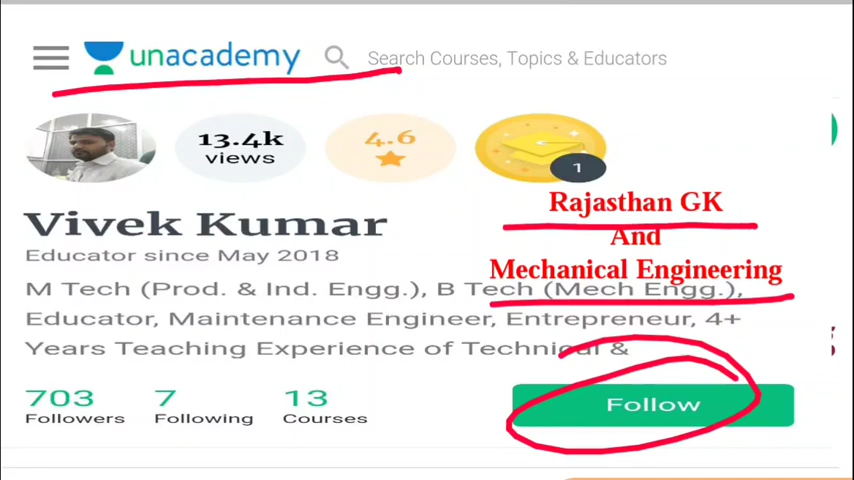 unacademy
Search Courses, Topics & Educators
13.4k
views
4.6
1
Rajasthan GK
And
Mechanical Engineering
Vivek Kumar
Educator since May 2018
M Tech (Prod. & Ind. Engg.), B Tech (Mech Engg.),
Educator, Maintenance Engineer, Entrepreneur, 4+
Years Teaching Experience of Technical &
703 7 13
Followers Following Courses
Follow